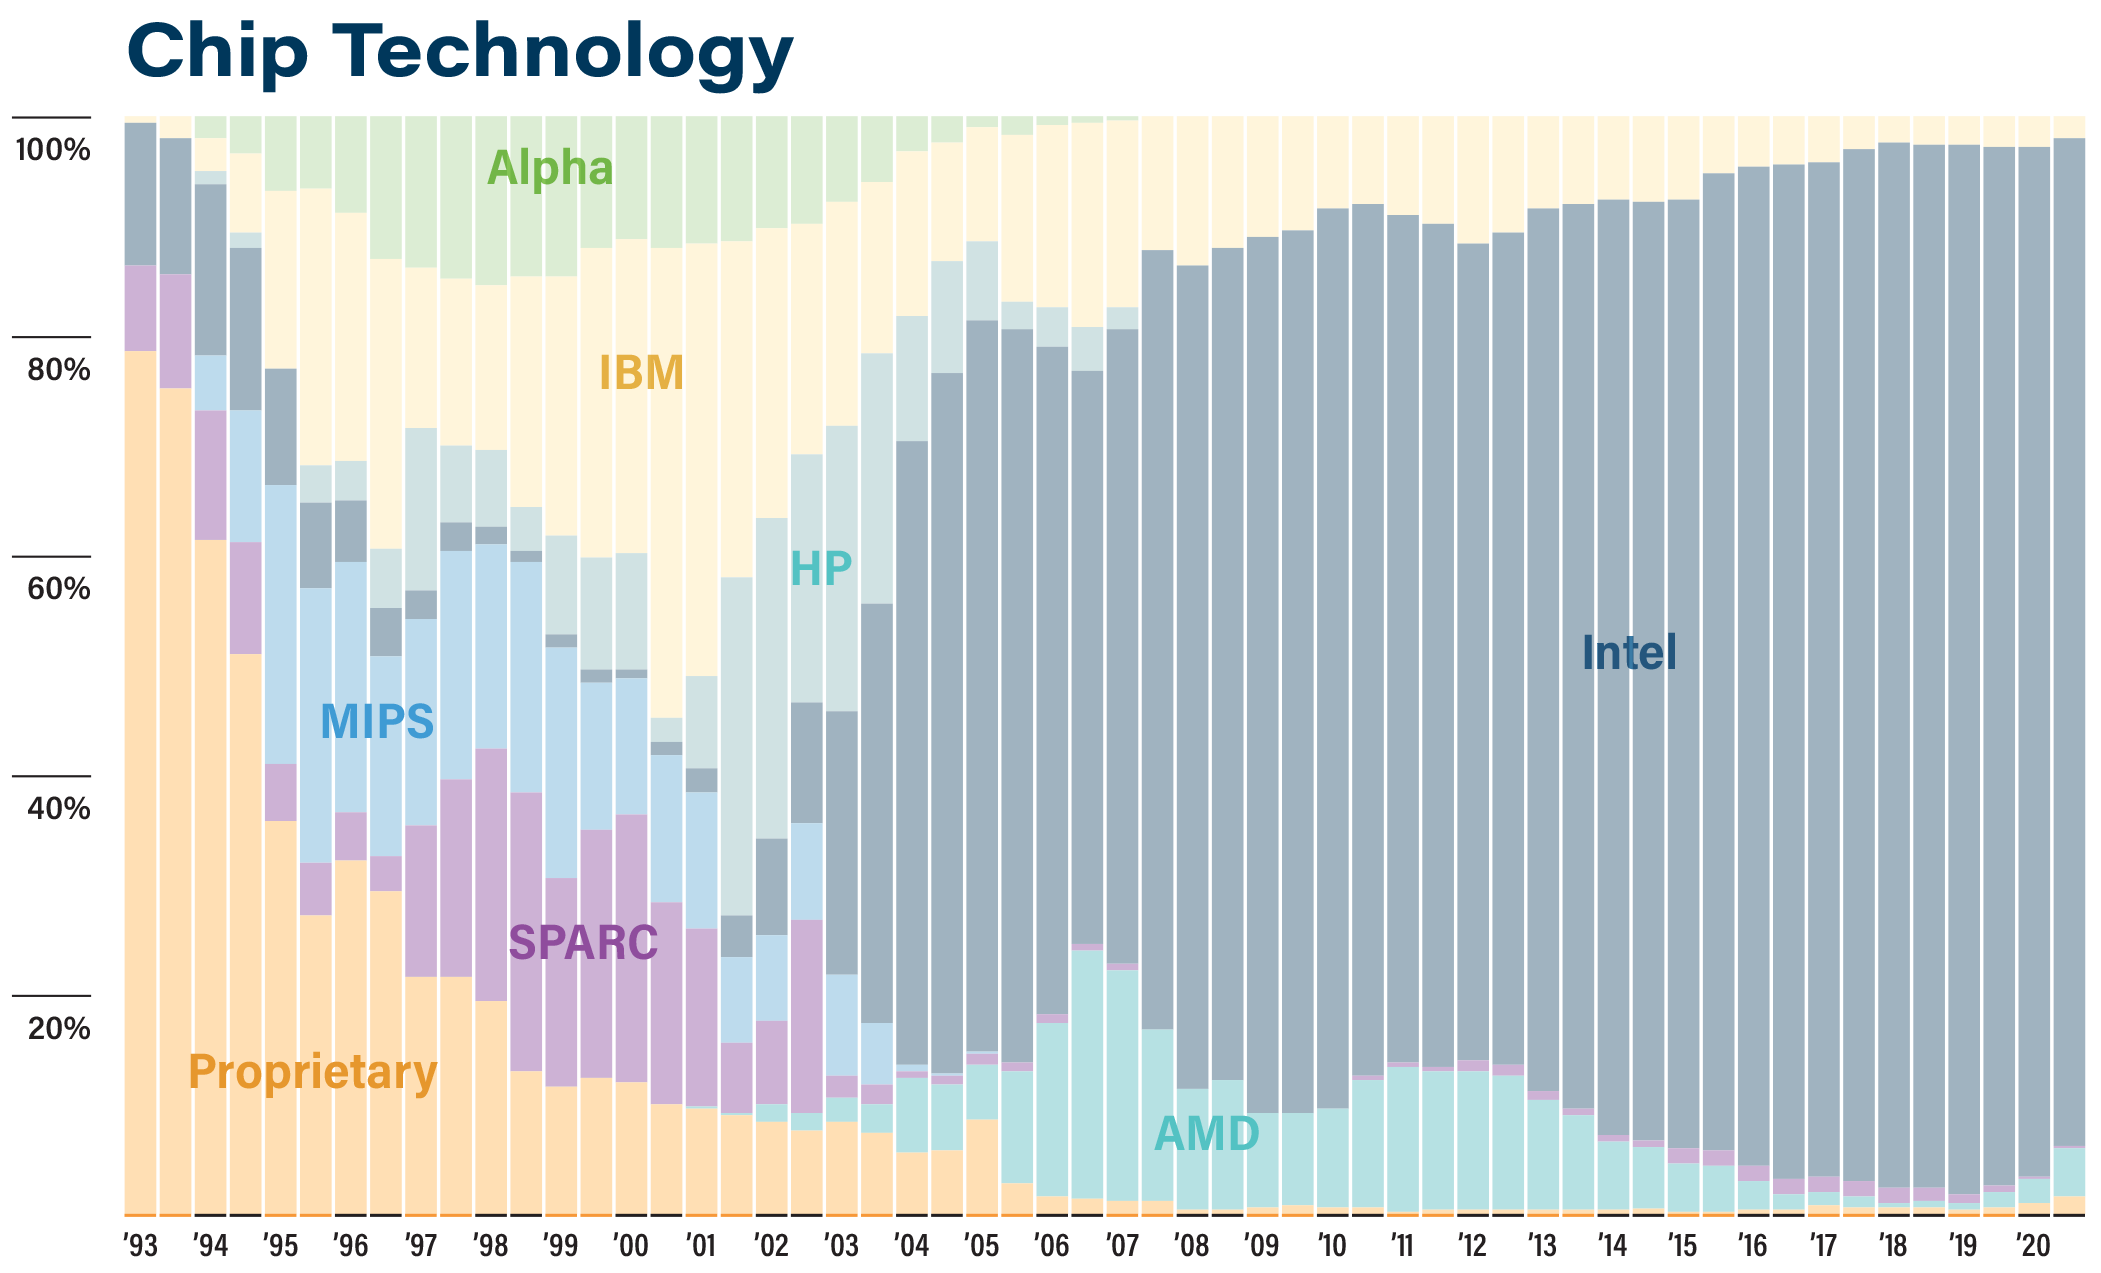 Chip Technology
100%
Alpha
80%
IBM
60%
HP
Intel
MIPS
40%
SPARC
20%
Proprietary
AMD
'93 '94 '95 '96 '97 '98 '99 '00 '01 '02 '03 '04 '05 '06 '07 '08 '09 '10 '11 '12 '13 '14 '15 '16 '17 '18 '19 '20